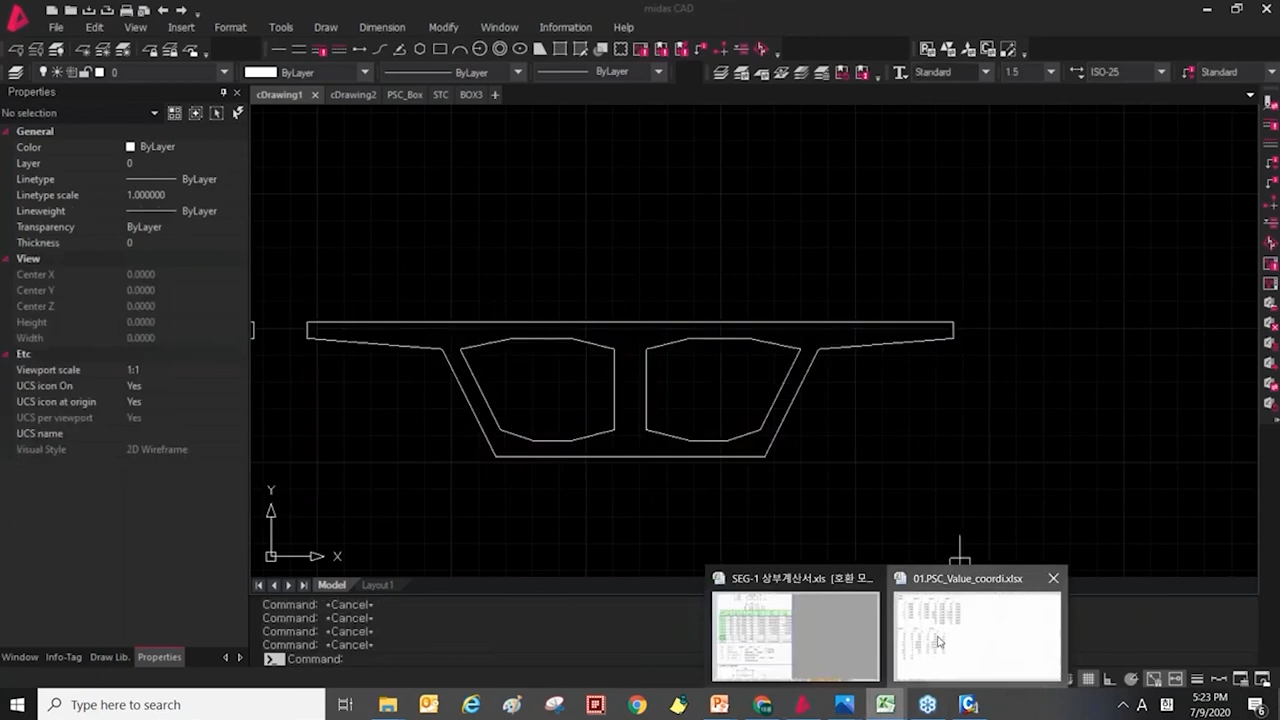 midas CAD
File Edit View Insert Format Tools Draw Dimension Modify Window Information Help
0 ByLayer ByLayer ByLayer Standard 1.5 ISO-25 Standard
Properties
cDrawing1 cDrawing2 PSC_Box STC BOX3
No selection
General
Color ByLayer
Layer 0
Linetype ByLayer
Linetype scale 1.000000
Lineweight ByLayer
Transparency ByLayer
Thickness 0
View
Center X 0.0000
Center Y 0.0000
Center Z 0.0000
Height 0.0000
Width 0.0000
Etc
Viewport scale 1:1
UCS icon On Yes
UCS icon at origin Yes
UCS per viewport Yes
UCS name
Visual Style 2D Wireframe
Y
X
Model Layout1
SEG-1 상부계산서.xls [호환 모...
01.PSC_Value_coordi.xlsx
Command: *Cancel*
Command: *Cancel*
Command: *Cancel*
Command: *Cancel*
Command:
Window Draw Lib. Properties
Type here to search
A
5:23 PM
7/9/2020
6